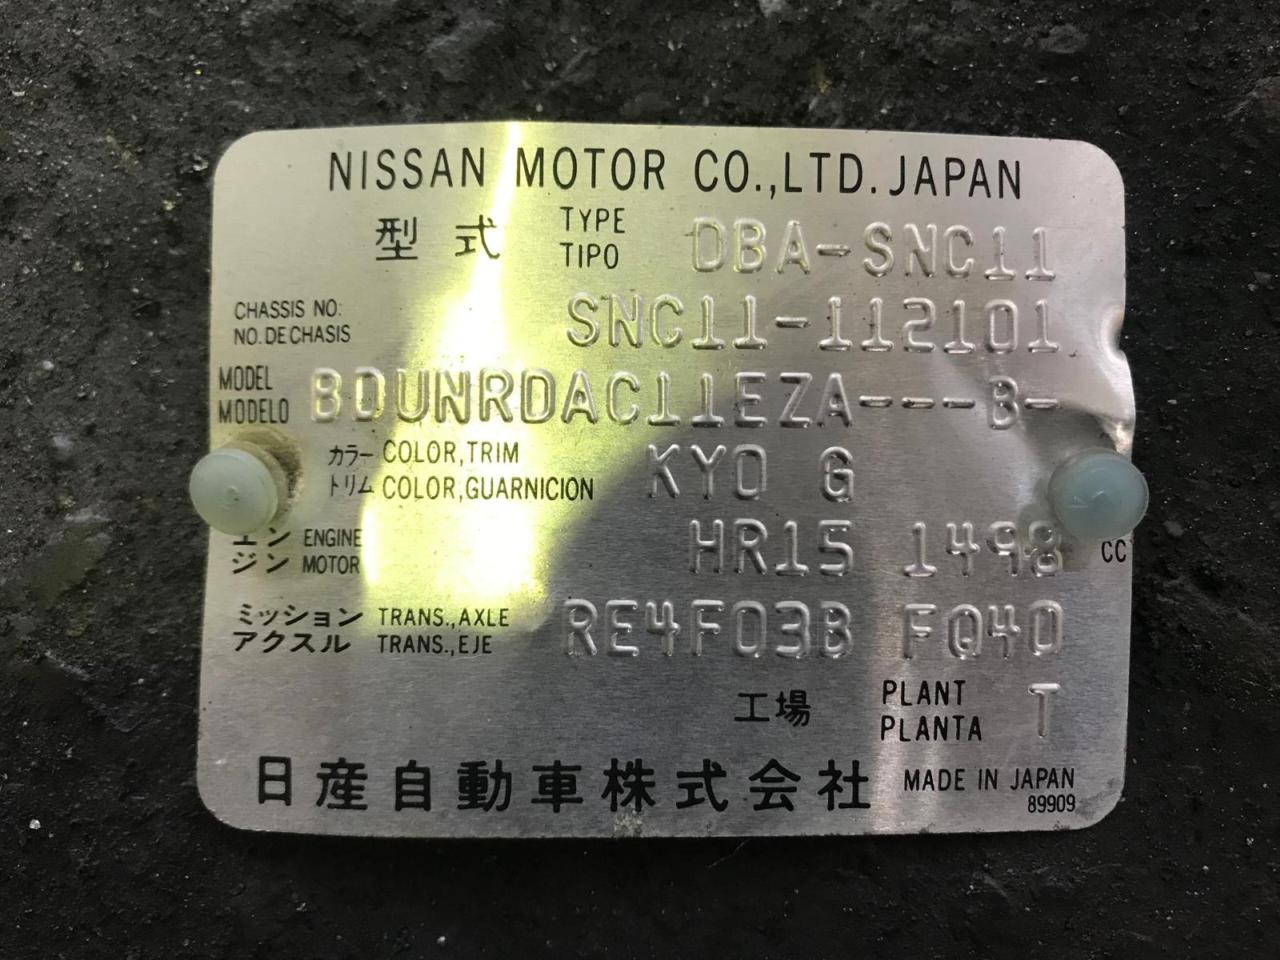 NISSAN MOTOR CO.,LTD. JAPAN
型式 TYPE DBA-SNC11
TIPO
CHASSIS NO: SNC11-112101
NO. DE CHASIS
MODEL BDUNRDAC11EZA---B-
MODELO
カラー COLOR,TRIM KY0 G
トリム COLOR,GUARNICION
エン ENGINE HR15 1498 CC
ジン MOTOR
ミッション TRANS.,AXLE RE4F03B FQ40
アクスル TRANS.,EJE
工場 PLANT T
PLANTA
日産自動車株式会社 MADE IN JAPAN
89909